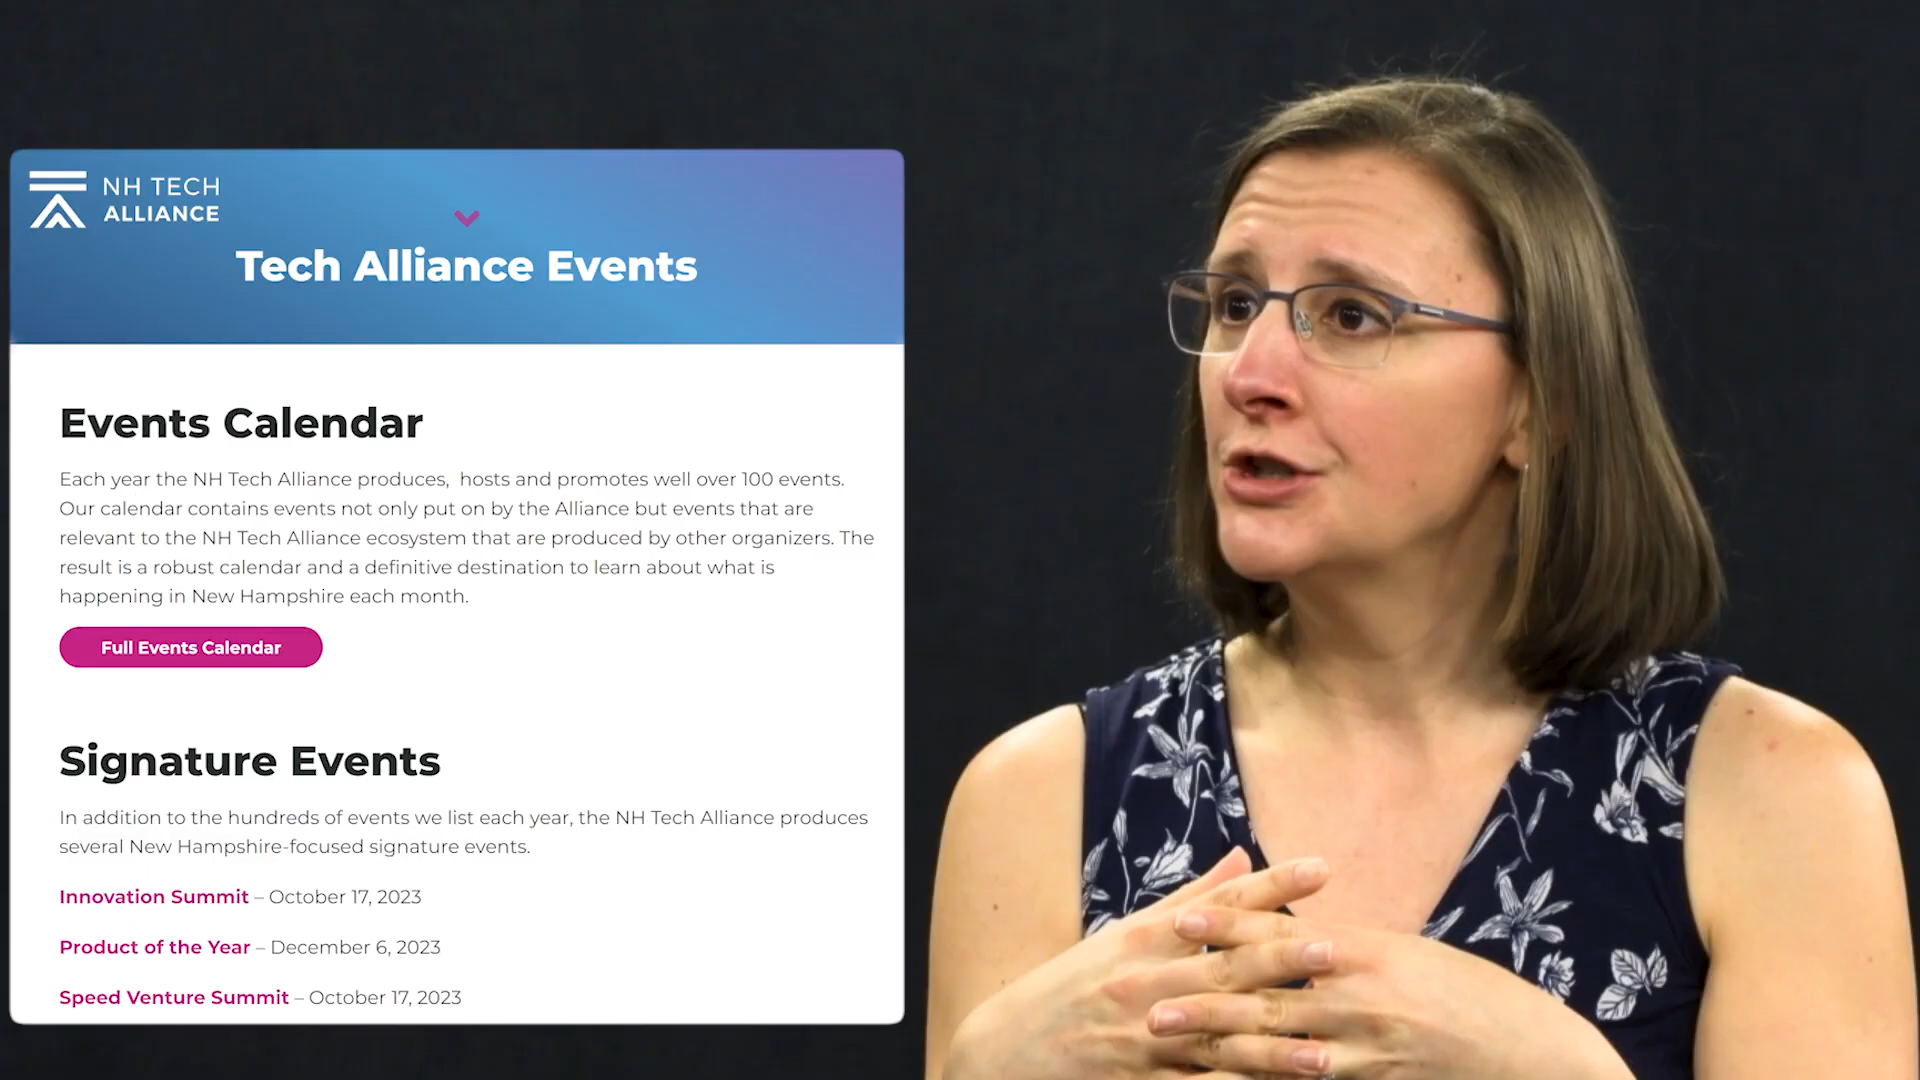 NH TECH
ALLIANCE
Tech Alliance Events
Events Calendar
Each year the NH Tech Alliance produces, hosts and promotes well over 100 events.
Our calendar contains events not only put on by the Alliance but events that are
relevant to the NH Tech Alliance ecosystem that are produced by other organizers. The
result is a robust calendar and a definitive destination to learn about what is
happening in New Hampshire each month.
Full Events Calendar
Signature Events
In addition to the hundreds of events we list each year, the NH Tech Alliance produces
several New Hampshire-focused signature events.
Innovation Summit – October 17, 2023
Product of the Year – December 6, 2023
Speed Venture Summit – October 17, 2023